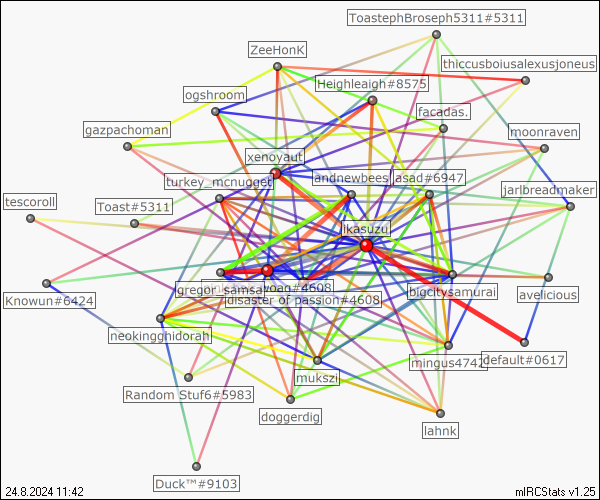 ToastephBroseph5311#5311
ZeeHonK
thiccusboiusalexusjoneus
Heighleaigh#8575
ogshroom
facadas.
gazpachoman
moonraven
xenoyaut
turkey_mcnugget
andnewbees
asad#6947
jarlbreadmaker
tescoroll
Toast#5311
ikasuzu
gregor_samsa
yoan#4608
disaster of passion#4608
bigcitysamurai
avelicious
Knowun#6424
neokingghidorah
mukszi
mingus4742
default#0617
Random Stuf6#5983
doggerdig
lahnk
Duck™#9103
24.8.2024 11:42
mIRCStats v1.25